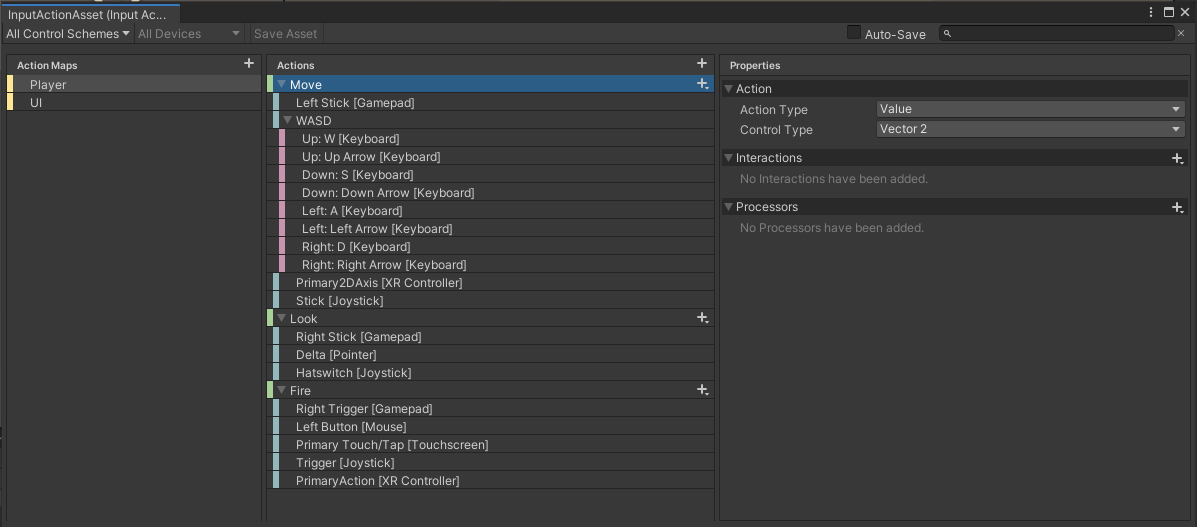 InputActionAsset (Input Ac...
All Control Schemes All Devices Save Asset Auto-Save
Action Maps
Player
UI
Actions
Move
Left Stick [Gamepad]
WASD
Up: W [Keyboard]
Up: Up Arrow [Keyboard]
Down: S [Keyboard]
Down: Down Arrow [Keyboard]
Left: A [Keyboard]
Left: Left Arrow [Keyboard]
Right: D [Keyboard]
Right: Right Arrow [Keyboard]
Primary2DAxis [XR Controller]
Stick [Joystick]
Look
Right Stick [Gamepad]
Delta [Pointer]
Hatswitch [Joystick]
Fire
Right Trigger [Gamepad]
Left Button [Mouse]
Primary Touch/Tap [Touchscreen]
Trigger [Joystick]
PrimaryAction [XR Controller]
Properties
Action
Action Type Value
Control Type Vector 2
Interactions
No Interactions have been added.
Processors
No Processors have been added.